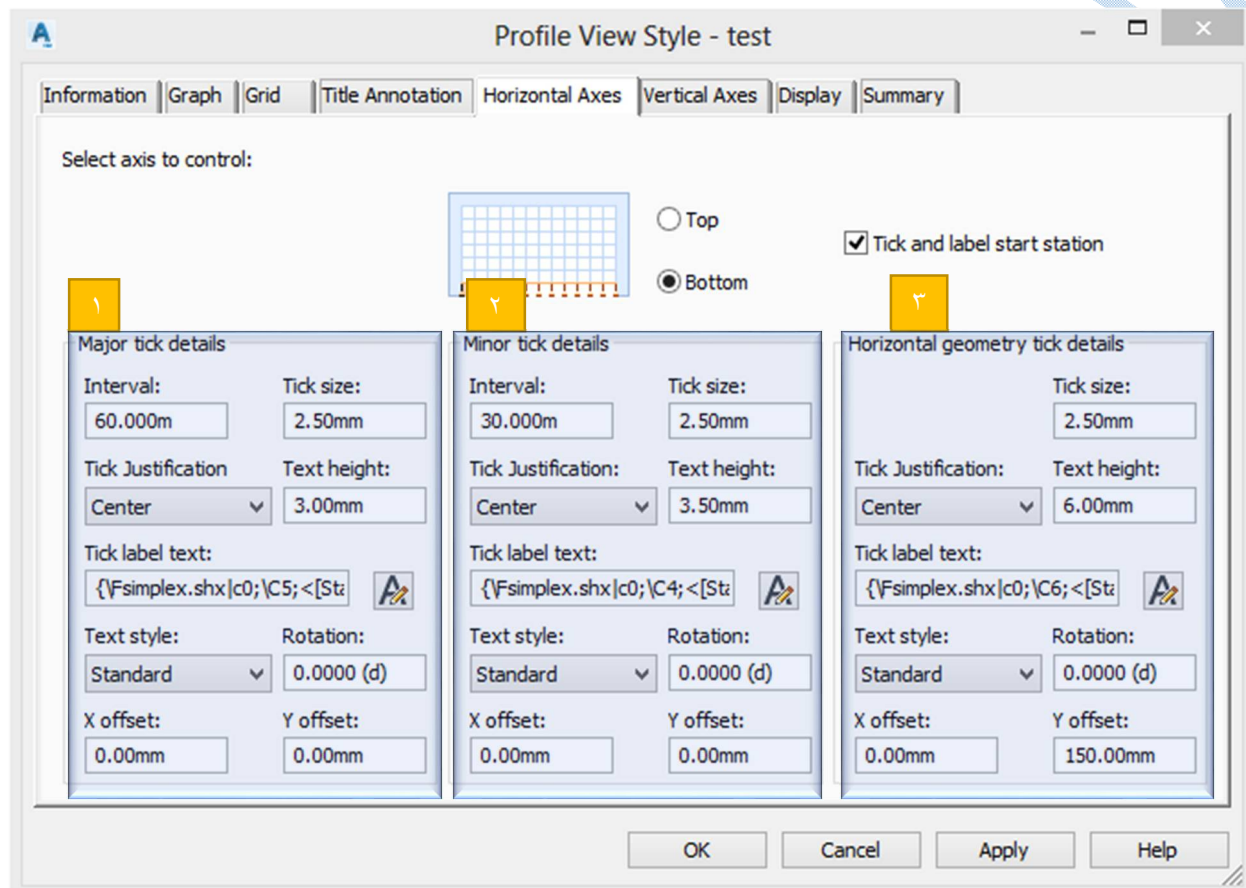 Profile View Style - test
Information Graph Grid Title Annotation Horizontal Axes Vertical Axes Display Summary
Select axis to control:
Top
Bottom
Tick and label start station
١
Major tick details
Interval: Tick size:
60.000m 2.50mm
Tick Justification Text height:
Center 3.00mm
Tick label text:
{\Fsimplex.shx|c0;\C5;<[Sta
Text style: Rotation:
Standard 0.0000 (d)
X offset: Y offset:
0.00mm 0.00mm
٢
Minor tick details
Interval: Tick size:
30.000m 2.50mm
Tick Justification: Text height:
Center 3.50mm
Tick label text:
{\Fsimplex.shx|c0;\C4;<[Sta
Text style: Rotation:
Standard 0.0000 (d)
X offset: Y offset:
0.00mm 0.00mm
٣
Horizontal geometry tick details
Tick size:
2.50mm
Tick Justification: Text height:
Center 6.00mm
Tick label text:
{\Fsimplex.shx|c0;\C6;<[Sta
Text style: Rotation:
Standard 0.0000 (d)
X offset: Y offset:
0.00mm 150.00mm
OK Cancel Apply Help